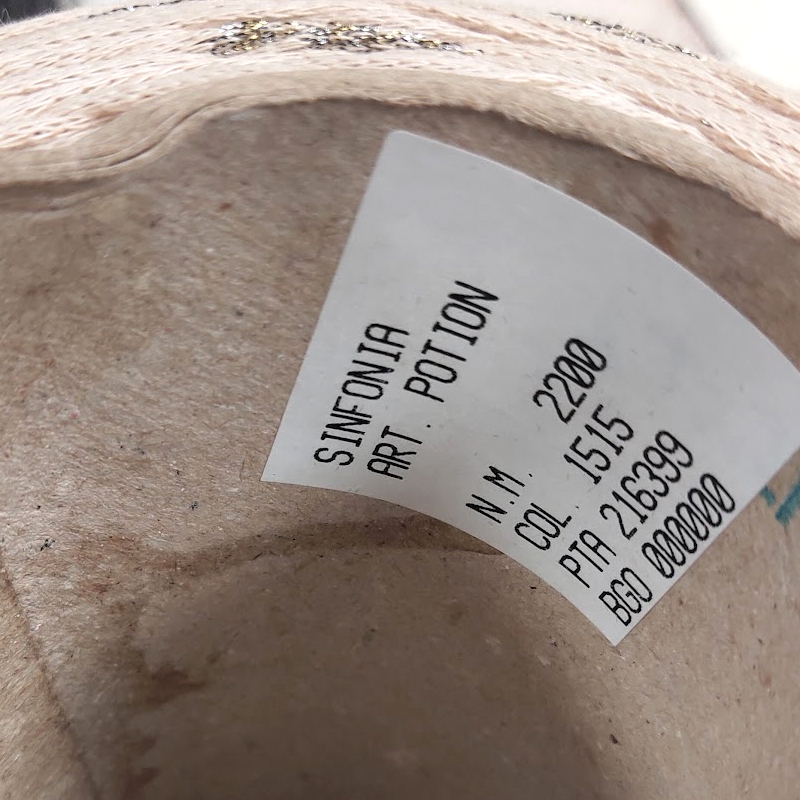 SINFONIA
ART. POTION
N.M. 2200
COL. 1515
PTA 216399
BGO 000000